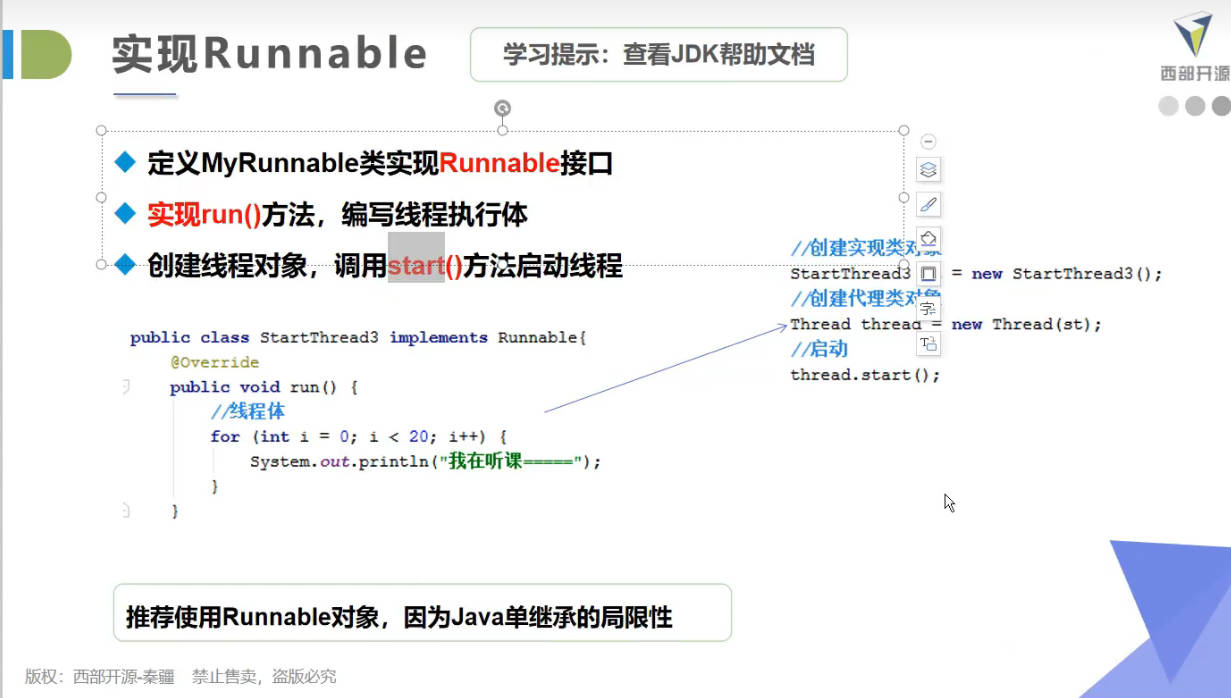 实现Runnable
学习提示：查看JDK帮助文档
西部开源
定义MyRunnable类实现Runnable接口
实现run()方法，编写线程执行体
创建线程对象，调用start()方法启动线程
public class StartThread3 implements Runnable{
@Override
public void run() {
//线程体
for (int i = 0; i < 20; i++) {
System.out.println("我在听课=====");
}
}
//创建实现类对象
StartThread3 = new StartThread3();
//创建代理类对象
Thread thread = new Thread(st);
//启动
thread.start();
推荐使用Runnable对象，因为Java单继承的局限性
版权：西部开源-秦疆 禁止售卖，盗版必究